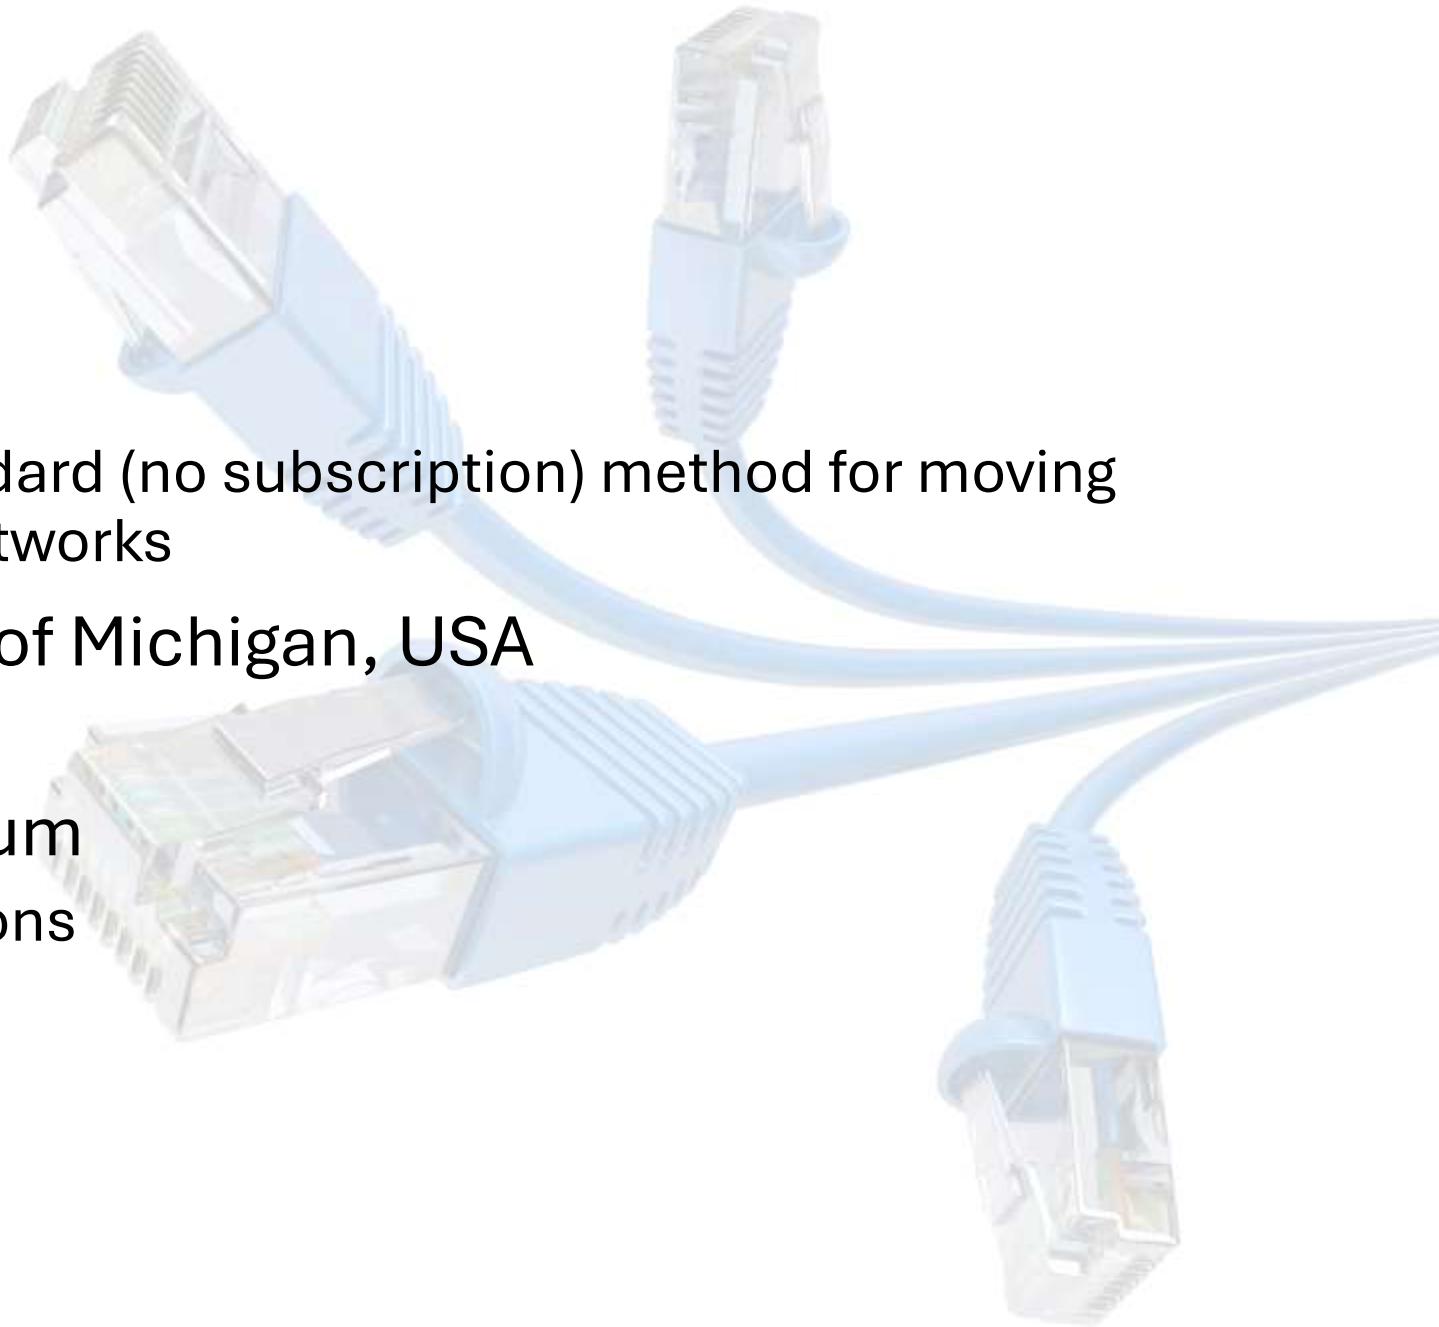 dard (no subscription) method for moving
tworks
of Michigan, USA
um
ons